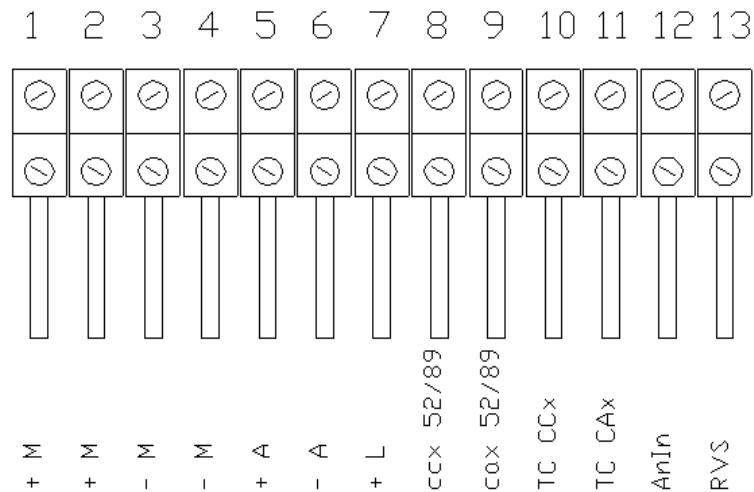 1 2 3 4 5 6 7 8 9 10 11 12 13
+ M
+ M
- M
- M
+ A
- A
+ L
ccx 52/89
cax 52/89
TC CCx
TC CAx
AnIn
RVS